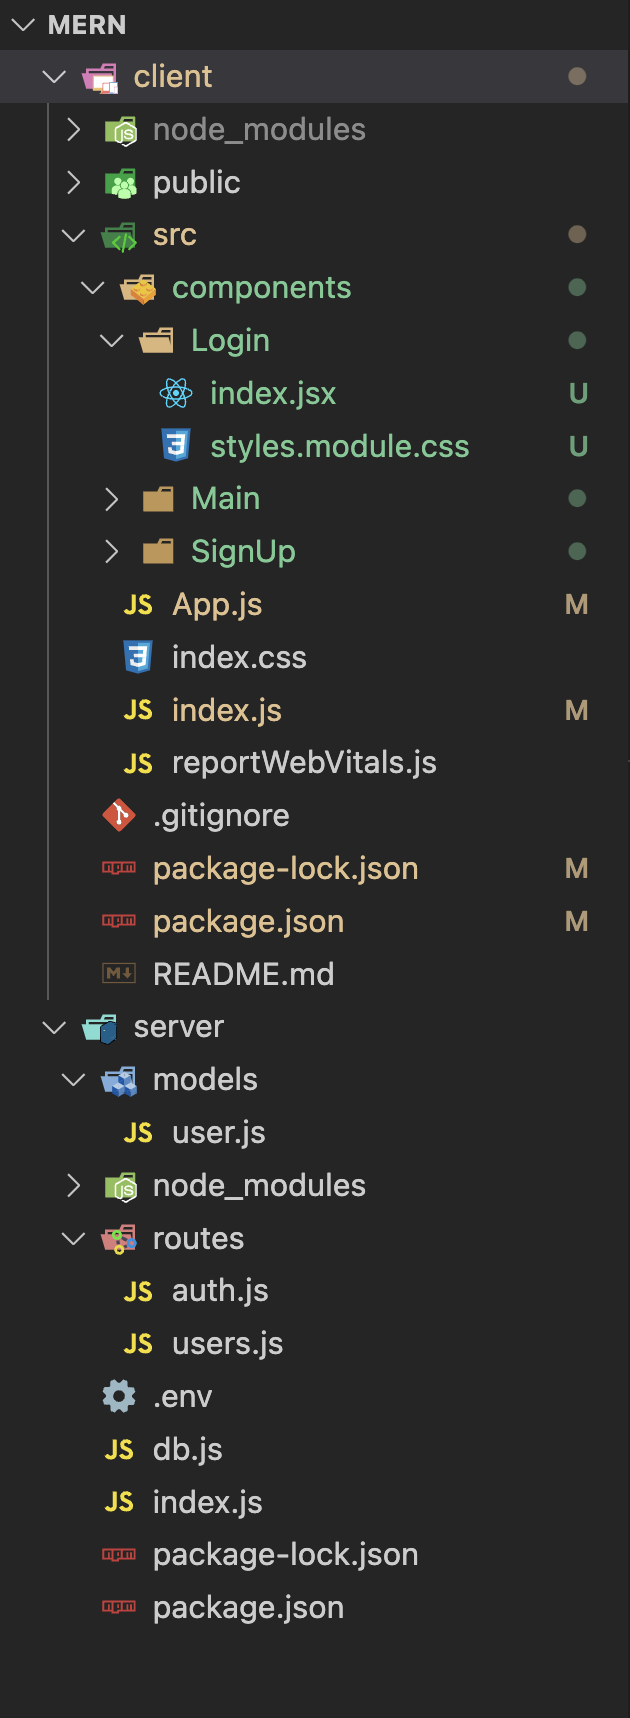 MERN
client
node_modules
public
src
components
Login
index.jsx U
styles.module.css U
Main
SignUp
JS App.js M
index.css
JS index.js M
JS reportWebVitals.js
.gitignore
package-lock.json M
package.json M
README.md
server
models
JS user.js
node_modules
routes
JS auth.js
JS users.js
.env
JS db.js
JS index.js
package-lock.json
package.json